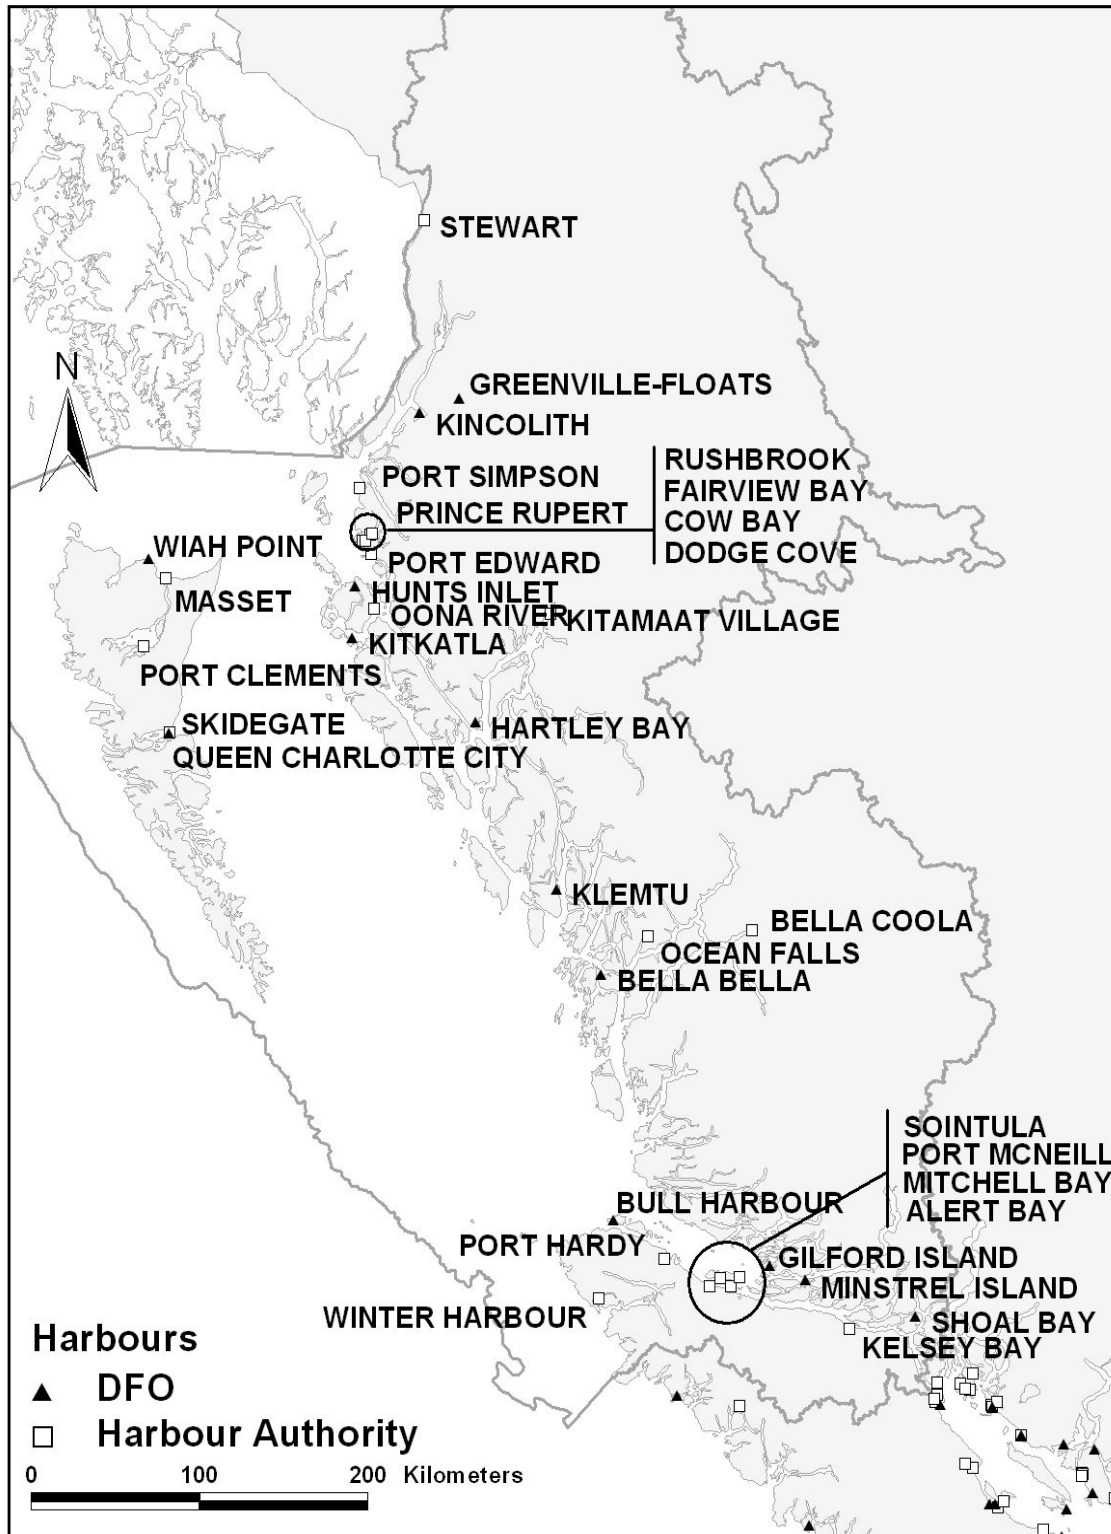 STEWART
N
GREENVILLE-FLOATS
KINCOLITH
PORT SIMPSON
PRINCE RUPERT
RUSHBROOK
FAIRVIEW BAY
COW BAY
DODGE COVE
WIAH POINT
MASSET
PORT EDWARD
HUNTS INLET
OONA RIVER
KITAMAAT VILLAGE
KITKATLA
PORT CLEMENTS
SKIDEGATE
QUEEN CHARLOTTE CITY
HARTLEY BAY
KLEMTU
BELLA COOLA
OCEAN FALLS
BELLA BELLA
SOINTULA
PORT MCNEILL
MITCHELL BAY
ALERT BAY
BULL HARBOUR
PORT HARDY
GILFORD ISLAND
MINSTREL ISLAND
WINTER HARBOUR
SHOAL BAY
KELSEY BAY
Harbours
DFO
Harbour Authority
0 100 200 Kilometers